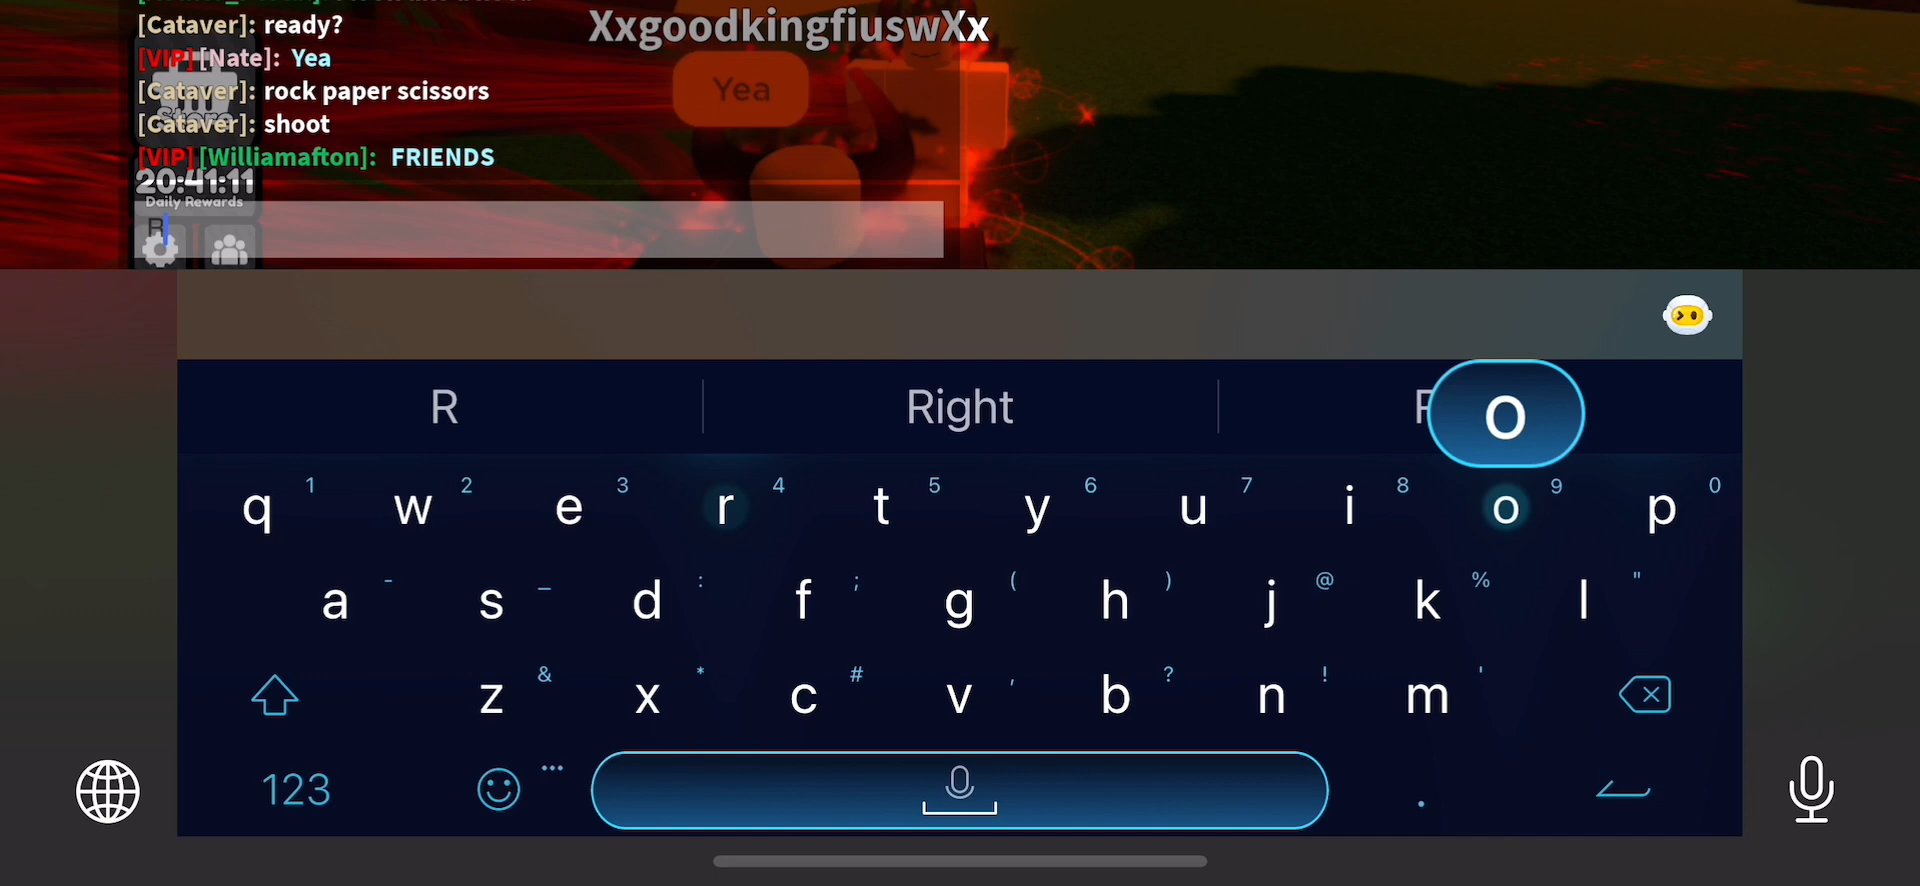 [Cataver]: ready?
XxgoodkingfiuswXx
[VIP][Nate]: Yea
Yea
[Cataver]: rock paper scissors
Store
[Cataver]: shoot
[VIP][Williamafton]: FRIENDS
20:41:11
Daily Rewards
R
R Right
O
q 1 w 2 e 3 r 4 t 5 y 6 u 7 i 8 o 9 p 0
a - s _ d : f ; g ( h ) j @ k % l "
z & x * c # v , b ? n ! m '
123 ... .